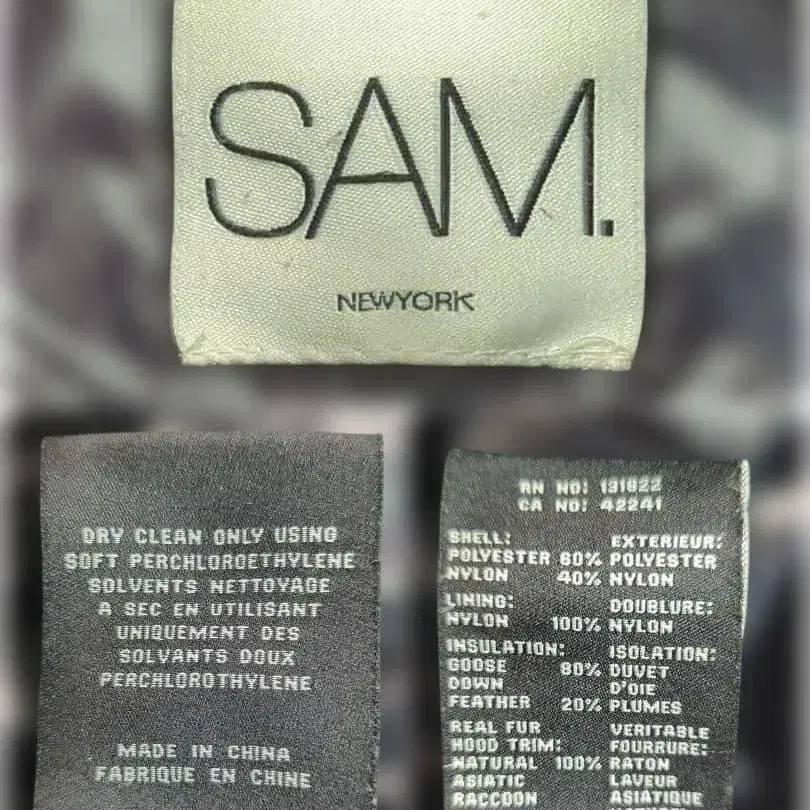 SAM.
NEWYORK
DRY CLEAN ONLY USING
SOFT PERCHLOROETHYLENE
SOLVENTS NETTOYAGE
A SEC EN UTILISANT
UNIQUEMENT DES
SOLVANTS DOUX
PERCHLOROTHYLENE
MADE IN CHINA
FABRIQUE EN CHINE
RN NO: 131822
CA NO: 42241
SHELL: EXTERIEUR:
POLYESTER 60% POLYESTER
NYLON 40% NYLON
LINING: DOUBLURE:
NYLON 100% NYLON
INSULATION: ISOLATION:
GOOSE 80% DUVET
DOWN D'OIE
FEATHER 20% PLUMES
REAL FUR VERITABLE
HOOD TRIM: FOURRURE:
NATURAL 100% RATON
ASIATIC LAVEUR
RACCOON ASIATIQUE